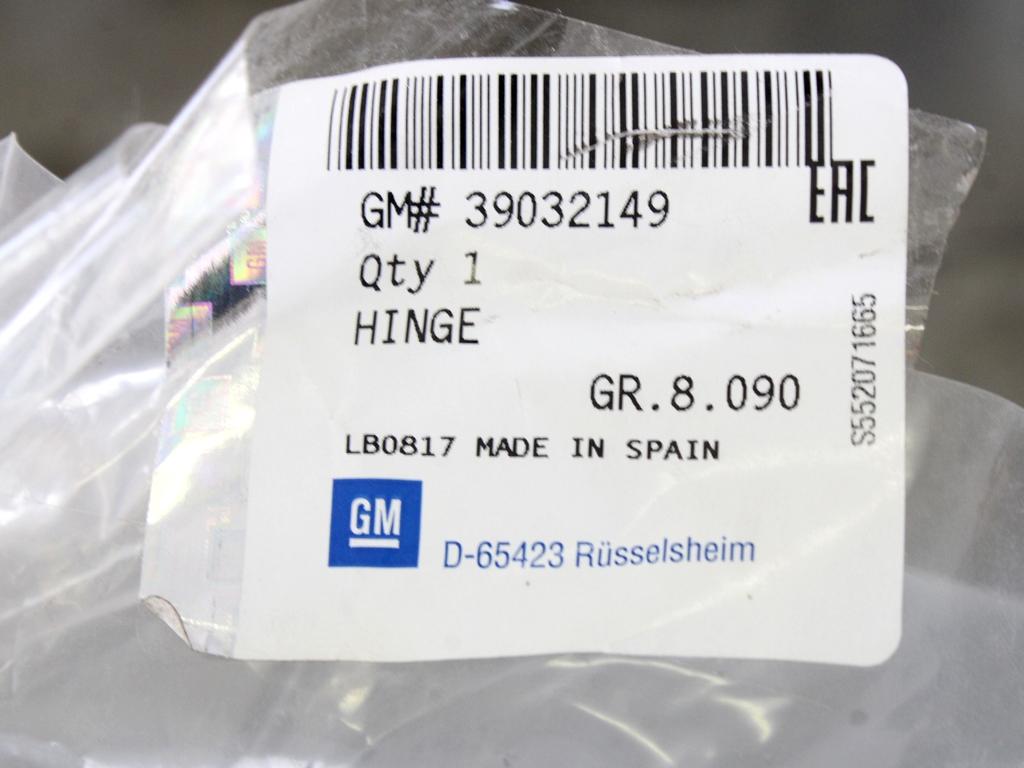 EAC
GM# 39032149
Qty 1
HINGE
GR.8.090
S552071665
LB0817 MADE IN SPAIN
GM
D-65423 Rüsselsheim